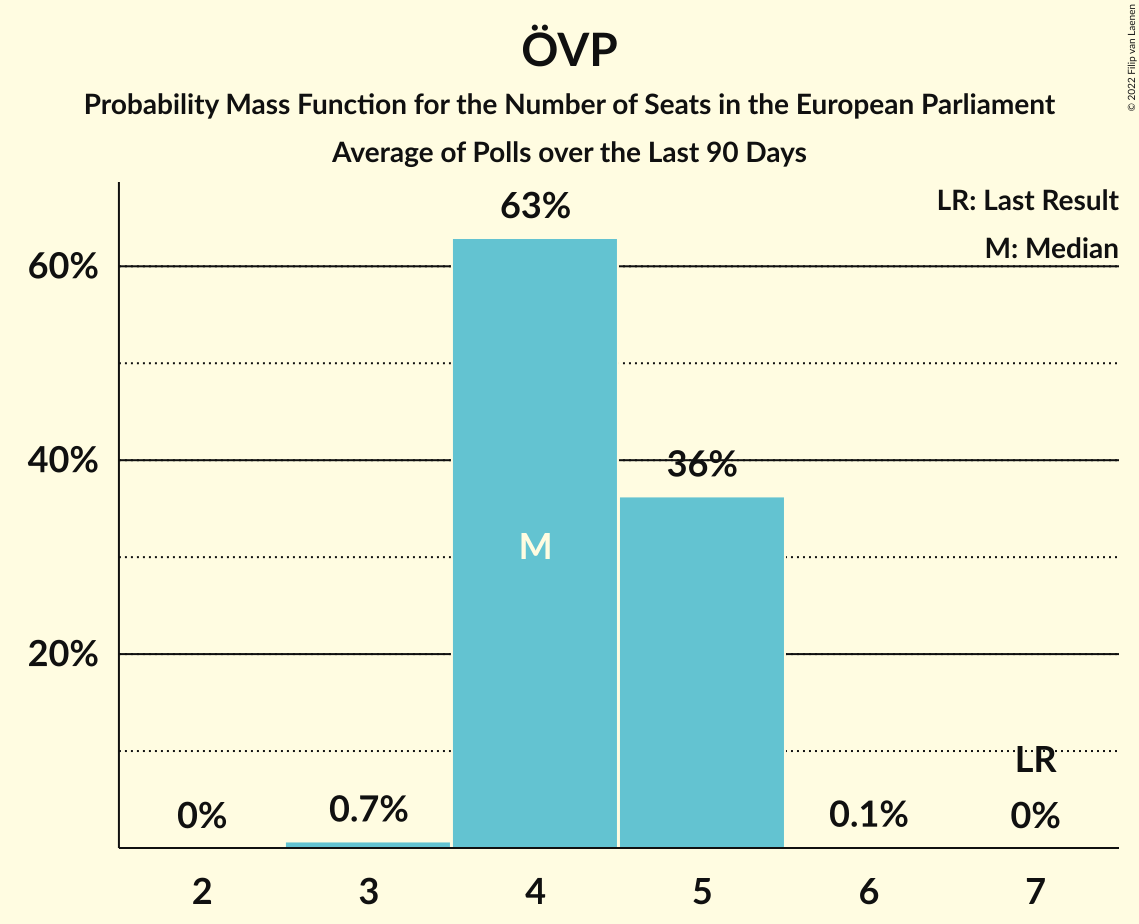 ÖVP
Probability Mass Function for the Number of Seats in the European Parliament
Average of Polls over the Last 90 Days
© 2022 Filip van Laenen
LR: Last Result
M: Median
60%
40%
20%
0%
0.7%
63%
M
36%
0.1%
LR
0%
2 3 4 5 6 7